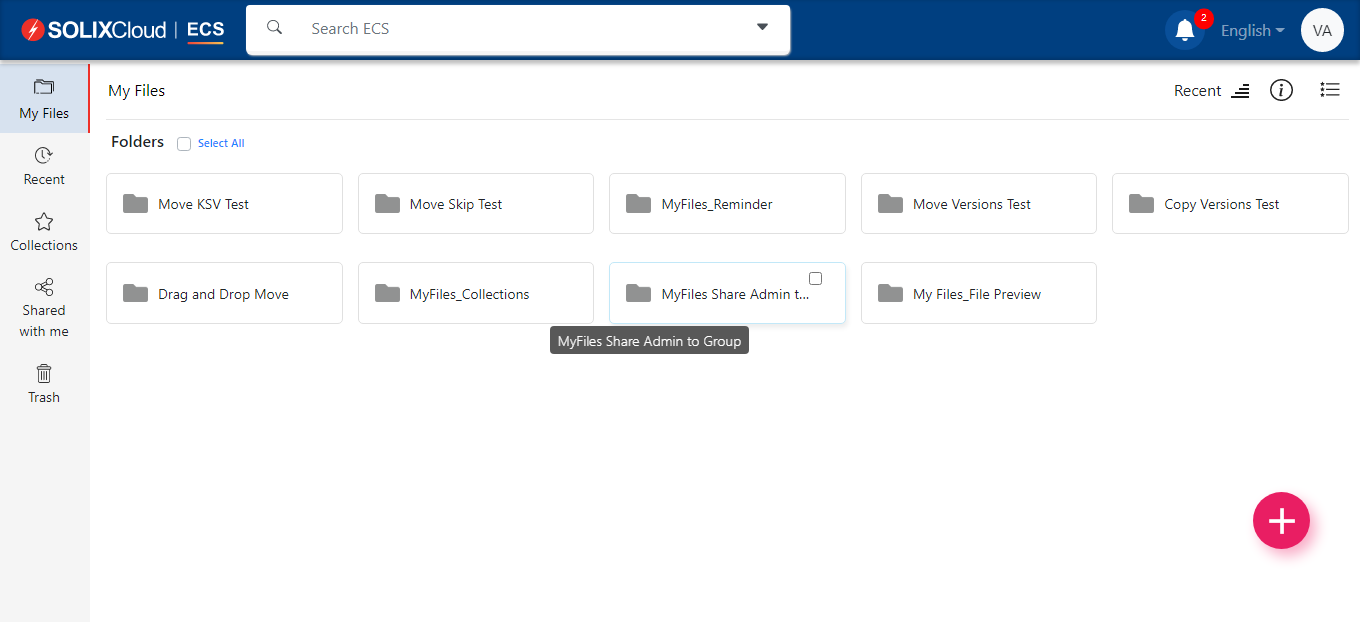 SOLIXCloud | ECS
Search ECS
2
English
VA
My Files
Recent
Collections
Shared
with me
Trash
My Files
Recent
Folders
Select All
Move KSV Test
Move Skip Test
MyFiles_Reminder
Move Versions Test
Copy Versions Test
Drag and Drop Move
MyFiles_Collections
MyFiles Share Admin t...
My Files_File Preview
MyFiles Share Admin to Group